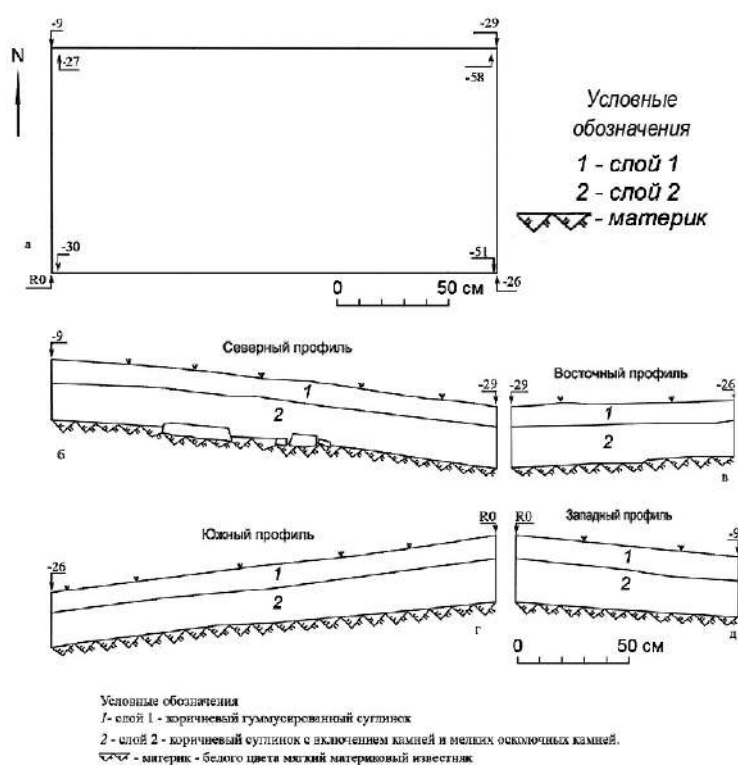 -9
-29
N
-27
-58
Условные
обозначения
1 - слой 1
2 - слой 2
- материк
а
-30
-51
R0
-26
0 50 см
-9
Северный профиль
-29
1
2
б
Восточный профиль
-29
-26
1
2
в
Южный профиль
R0
-26
1
2
г
R0
Западный профиль
-9
1
2
д
0 50 см
Условные обозначения
1- слой 1 - коричневый гуммусированный суглинок
2 - слой 2 - коричневый суглинок с включением камней и мелких осколочных камней.
- материк - белого цвета мягкий материковый известняк